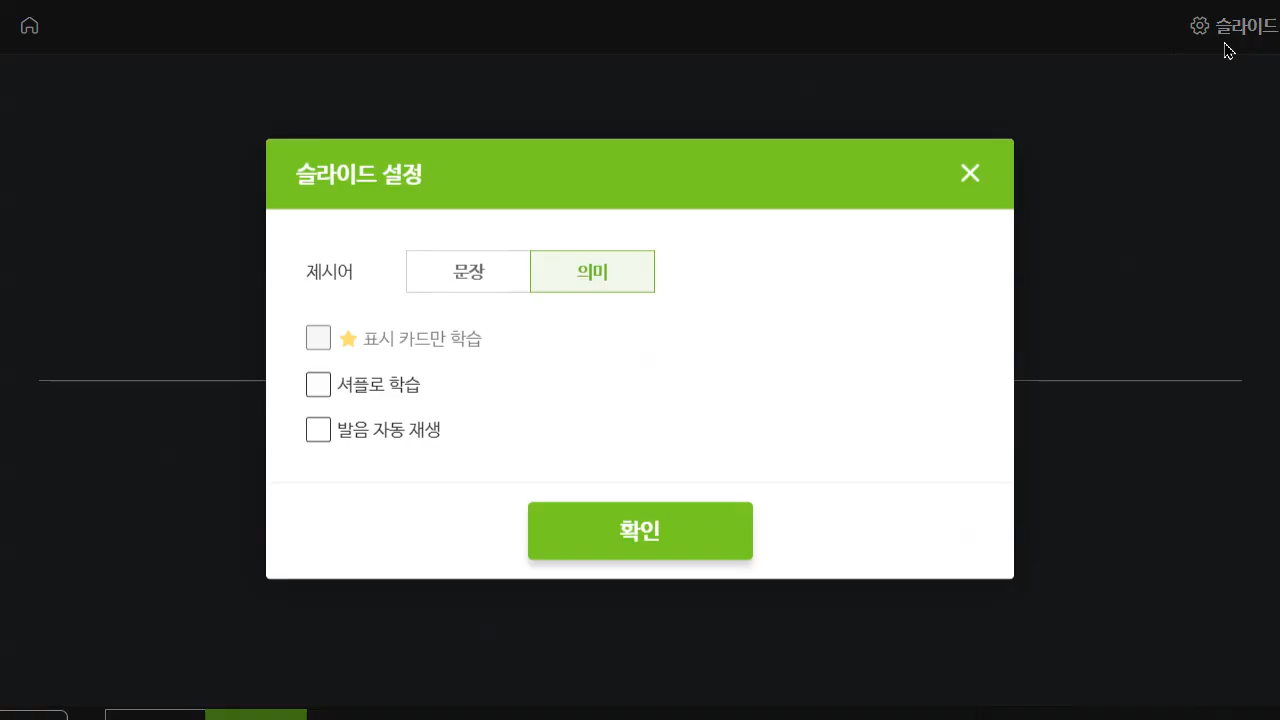 슬라이드
슬라이드 설정
제시어 문장 의미
표시 카드만 학습
셔플로 학습
발음 자동 재생
확인